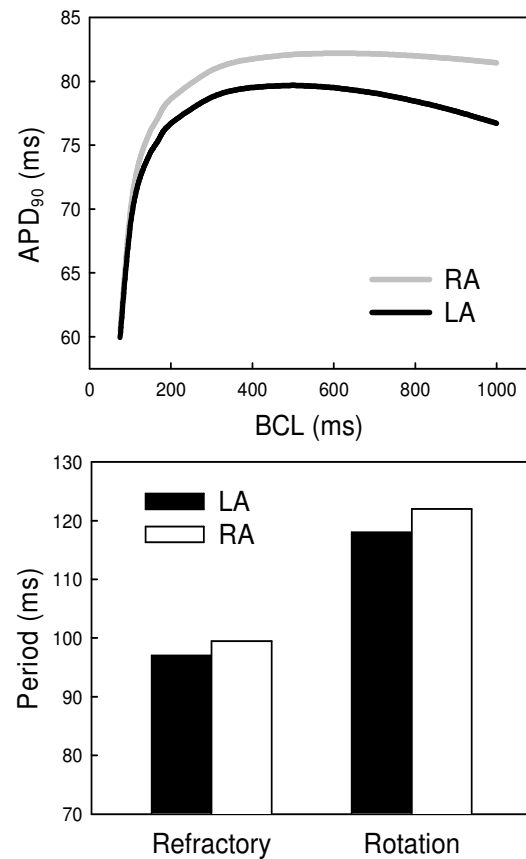 85
80
75
70
65
60
APD90 (ms)
RA
LA
0 200 400 600 800 1000
BCL (ms)
130
120
110
100
90
80
70
Period (ms)
LA
RA
Refractory Rotation